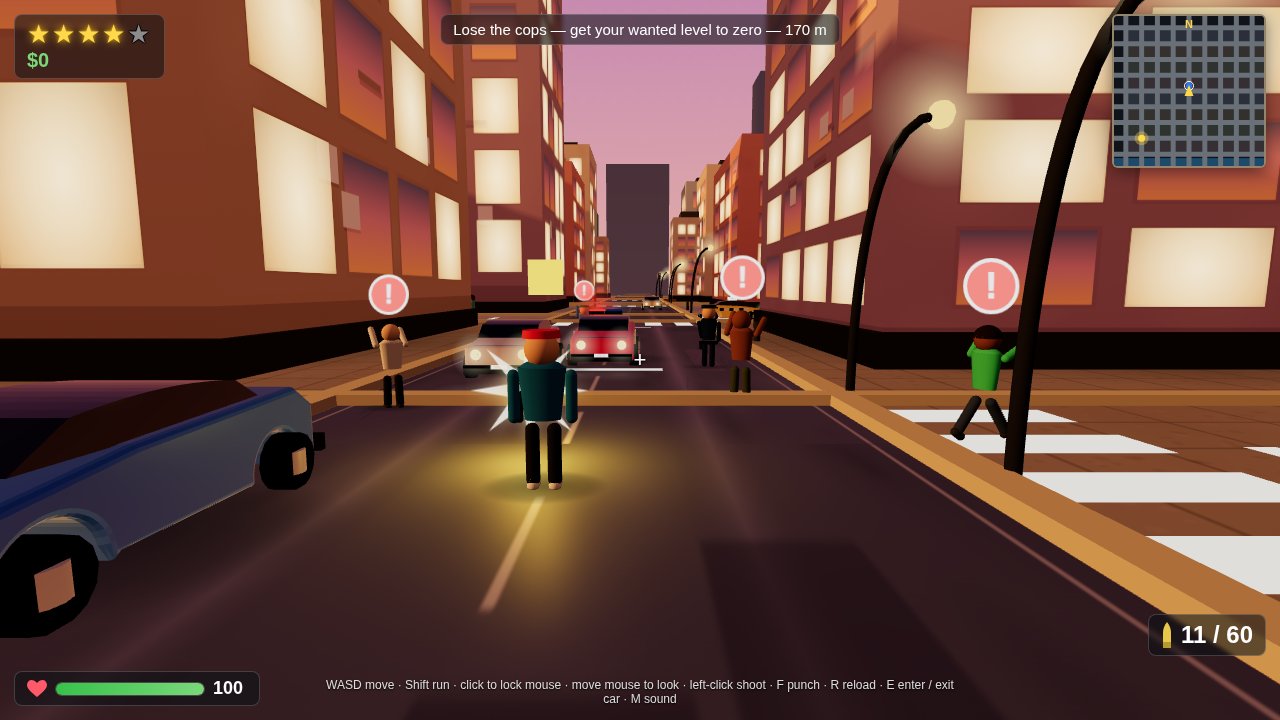 Lose the cops — get your wanted level to zero — 170 m
$0
N
!
!
!
!
11 / 60
100
WASD move · Shift run · click to lock mouse · move mouse to look · left-click shoot · F punch · R reload · E enter / exit
car · M sound